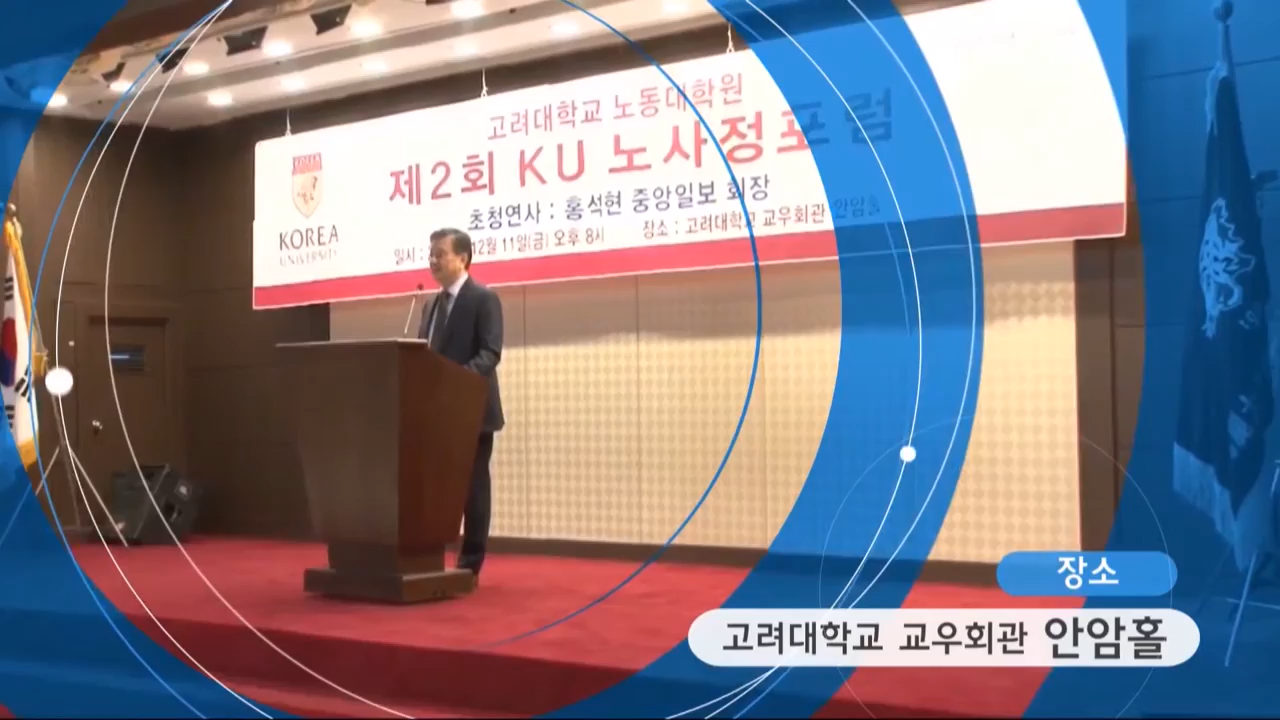 고려대학교 노동대학원
제2회 KU 노사정포럼
초청연사 : 홍석현 중앙일보 회장
일시 : 12월 11일(금) 오후 8시 장소 : 고려대학교 교우회관 안암홀
KOREA
KOREA
UNIVERSITY
장소
고려대학교 교우회관 안암홀